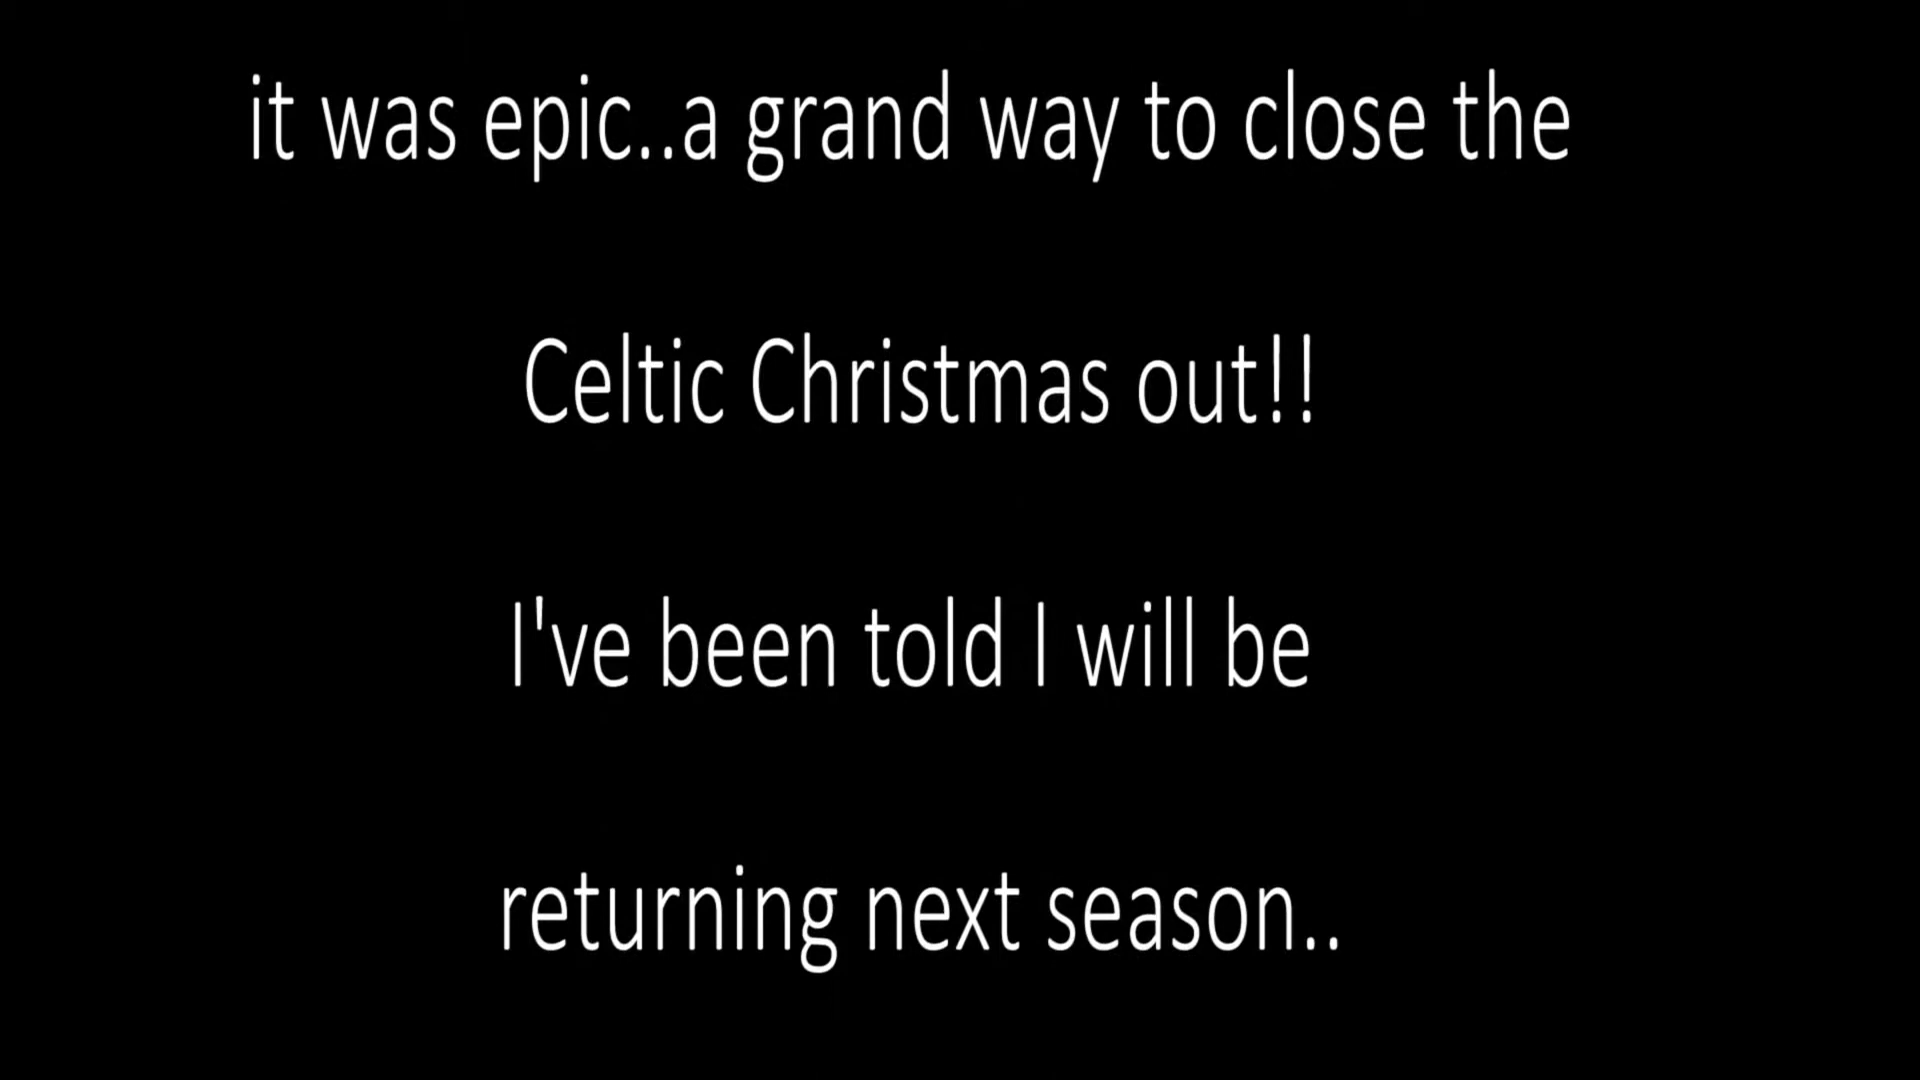 it was epic..a grand way to close the
Celtic Christmas out!!
I've been told I will be
returning next season..